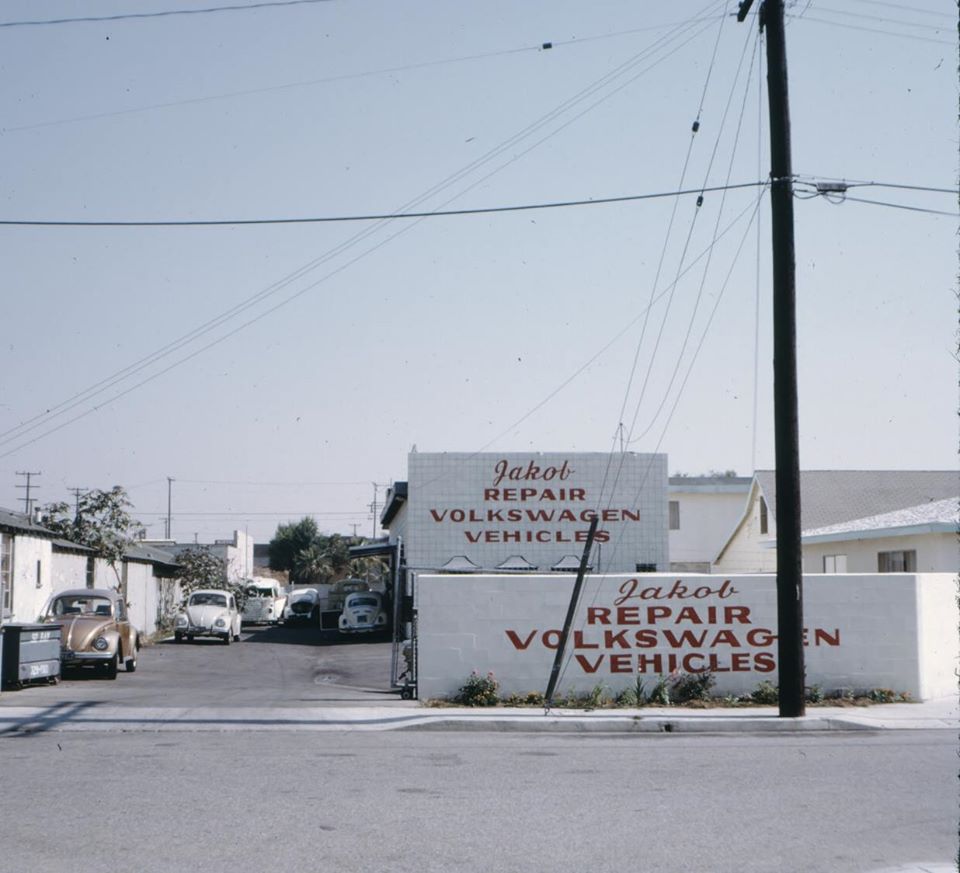 Jakob
REPAIR
VOLKSWAGEN
VEHICLES
Jakob
REPAIR
VOLKSWAGEN
VEHICLES